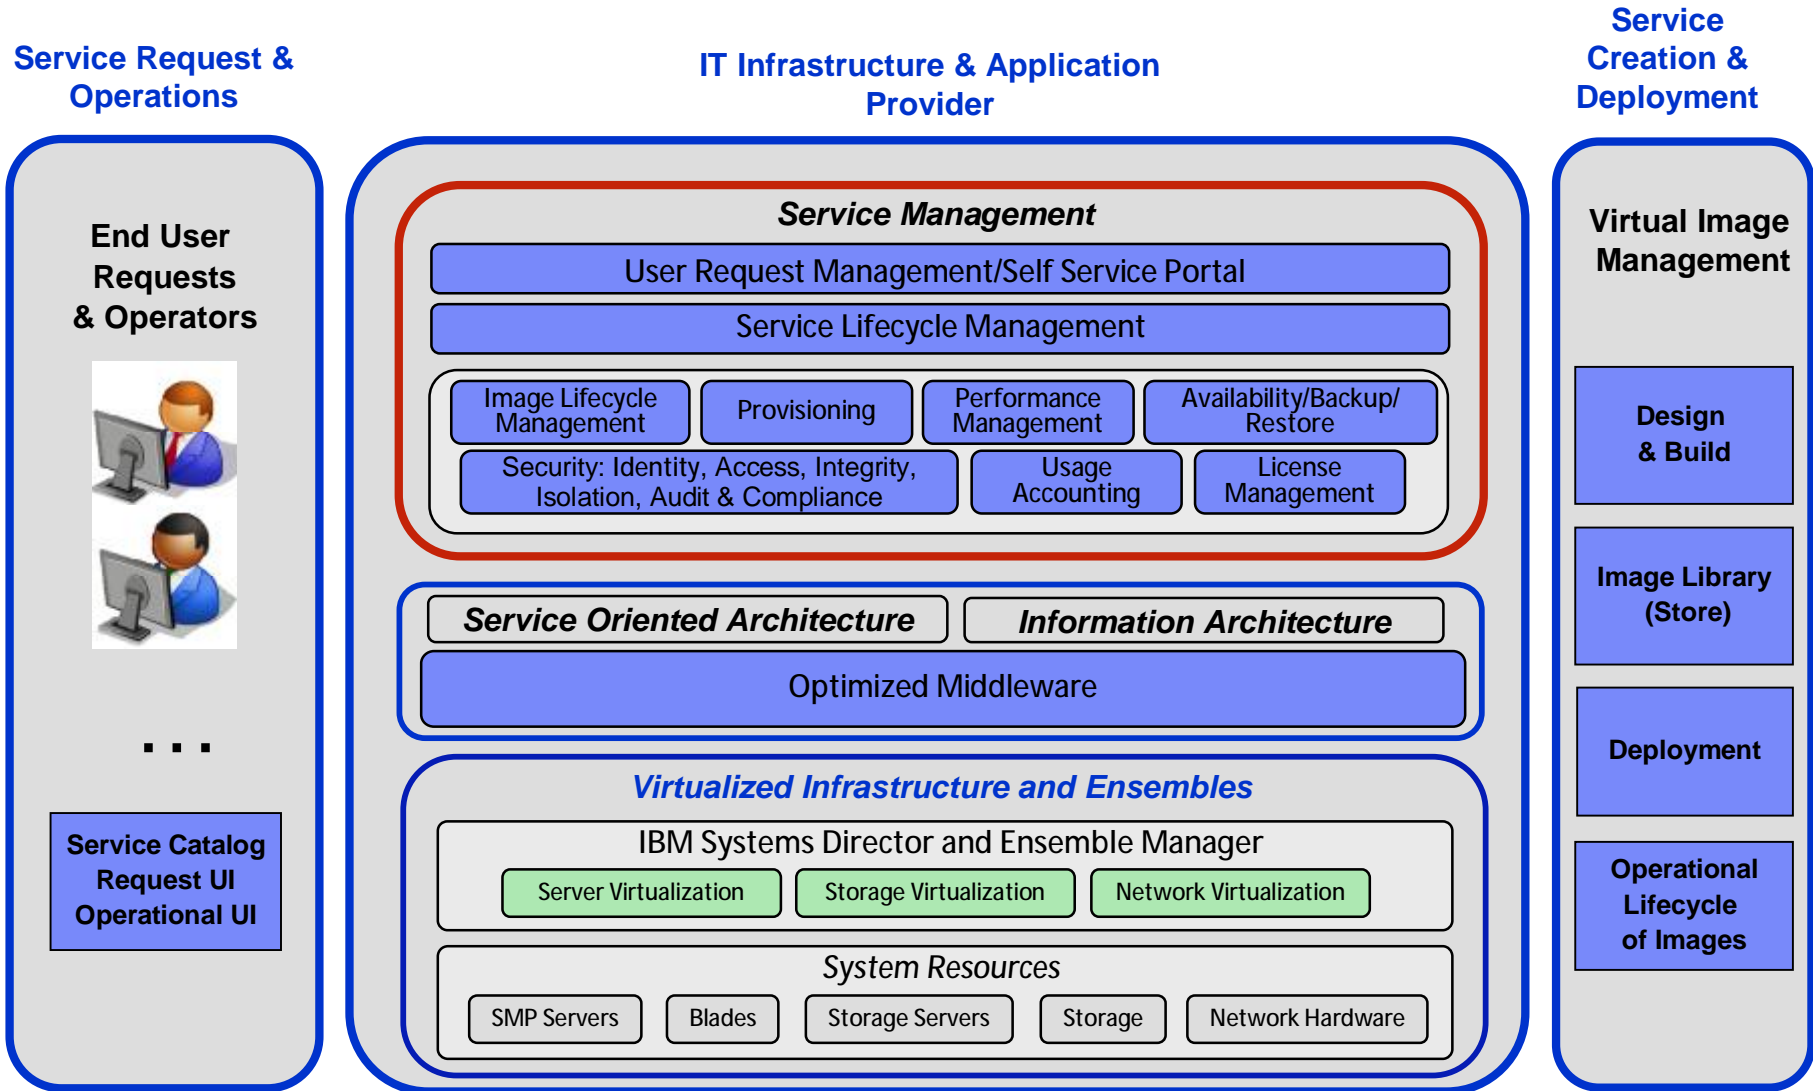 Service Request &
Operations
End User
Requests
& Operators
...
Service Catalog
Request UI
Operational UI
IT Infrastructure & Application
Provider
Service Management
User Request Management/Self Service Portal
Service Lifecycle Management
Image Lifecycle
Management
Provisioning
Performance
Management
Availability/Backup/
Restore
Security: Identity, Access, Integrity,
Isolation, Audit & Compliance
Usage
Accounting
License
Management
Service Oriented Architecture
Information Architecture
Optimized Middleware
Virtualized Infrastructure and Ensembles
IBM Systems Director and Ensemble Manager
Server Virtualization
Storage Virtualization
Network Virtualization
System Resources
SMP Servers
Blades
Storage Servers
Storage
Network Hardware
Service
Creation &
Deployment
Virtual Image
Management
Design
& Build
Image Library
(Store)
Deployment
Operational
Lifecycle
of Images